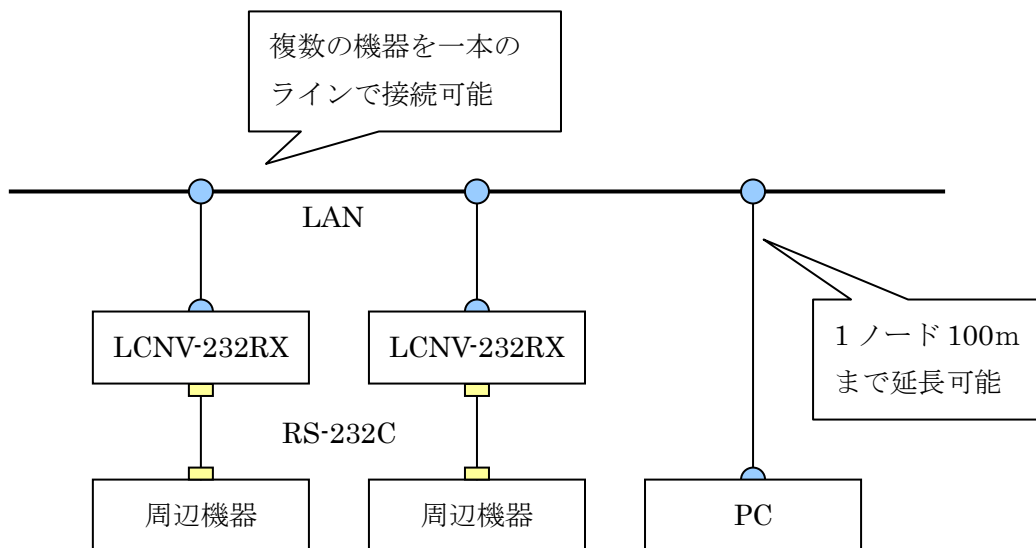 複数の機器を一本の
ラインで接続可能
LAN
LCNV-232RX
LCNV-232RX
1 ノード 100m
まで延長可能
RS-232C
周辺機器
周辺機器
PC